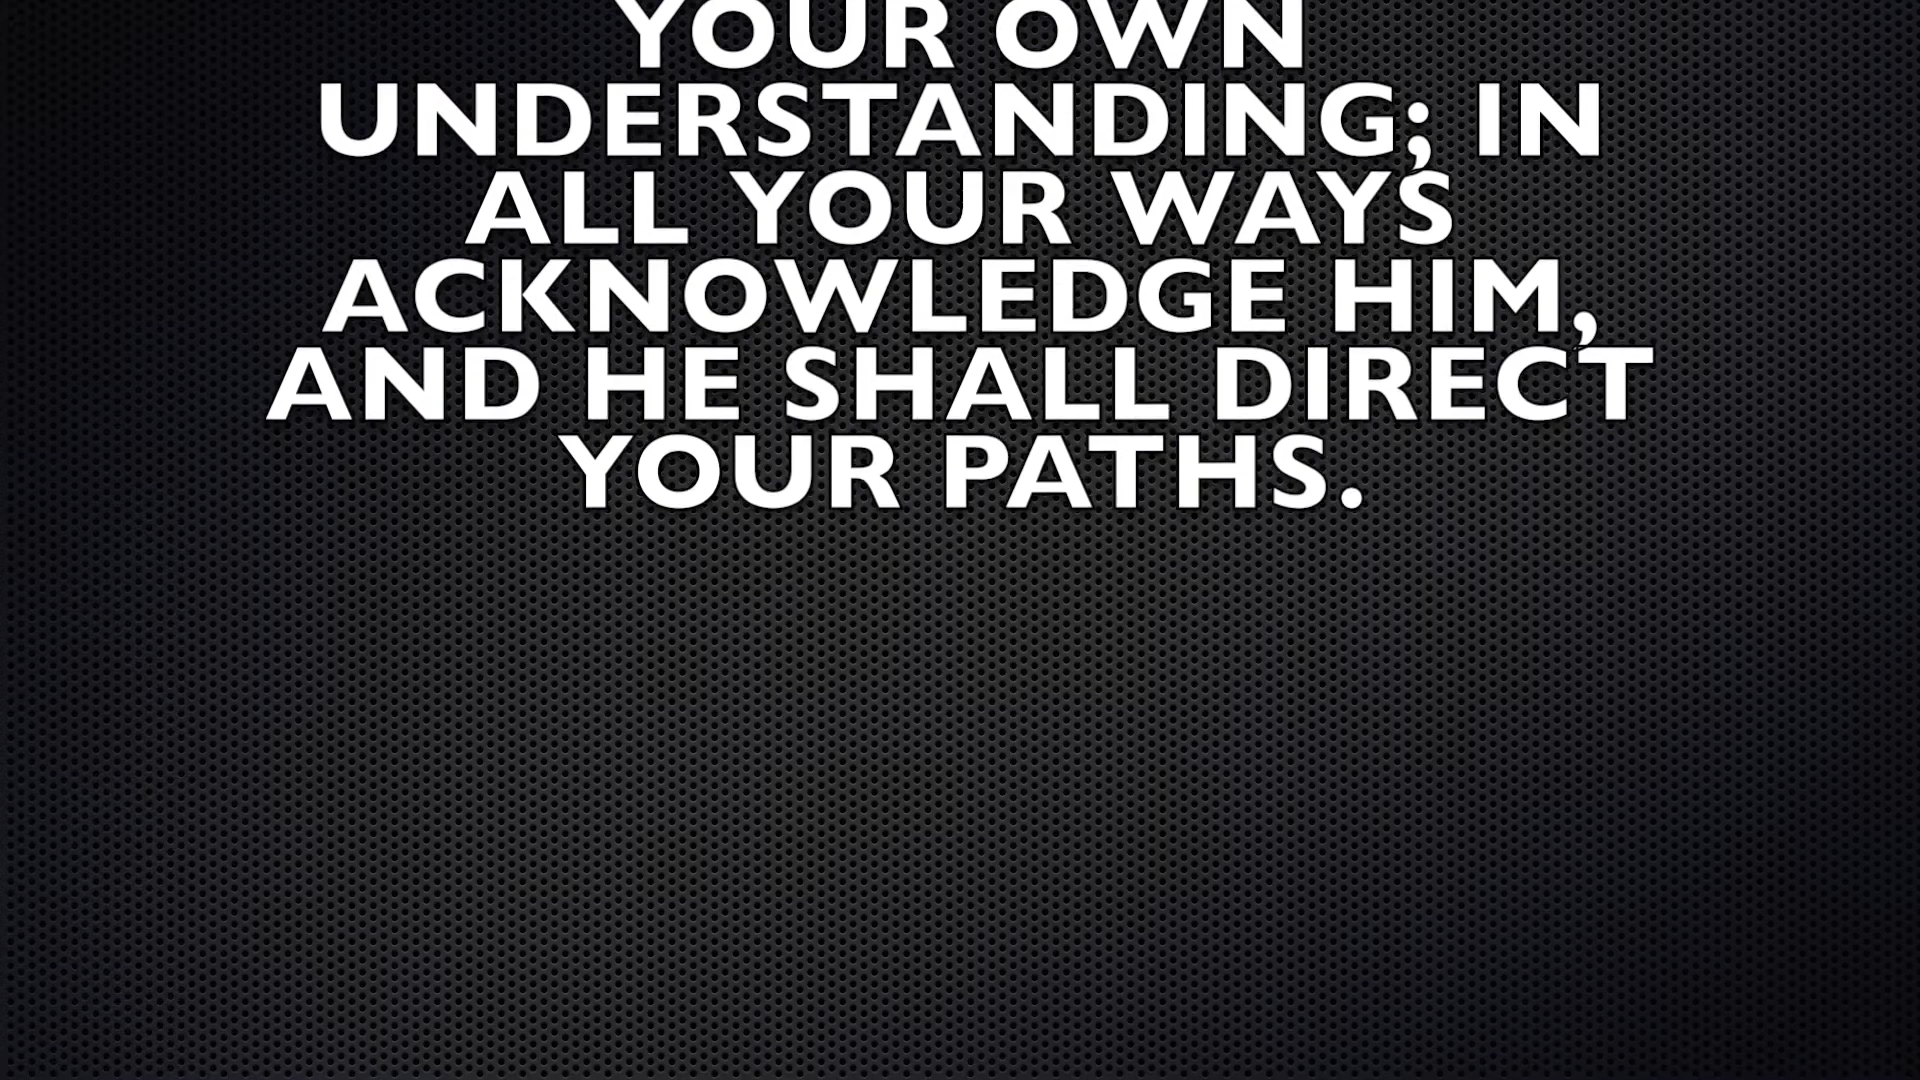 YOUR OWN
UNDERSTANDING; IN
ALL YOUR WAYS
ACKNOWLEDGE HIM,
AND HE SHALL DIRECT
YOUR PATHS.